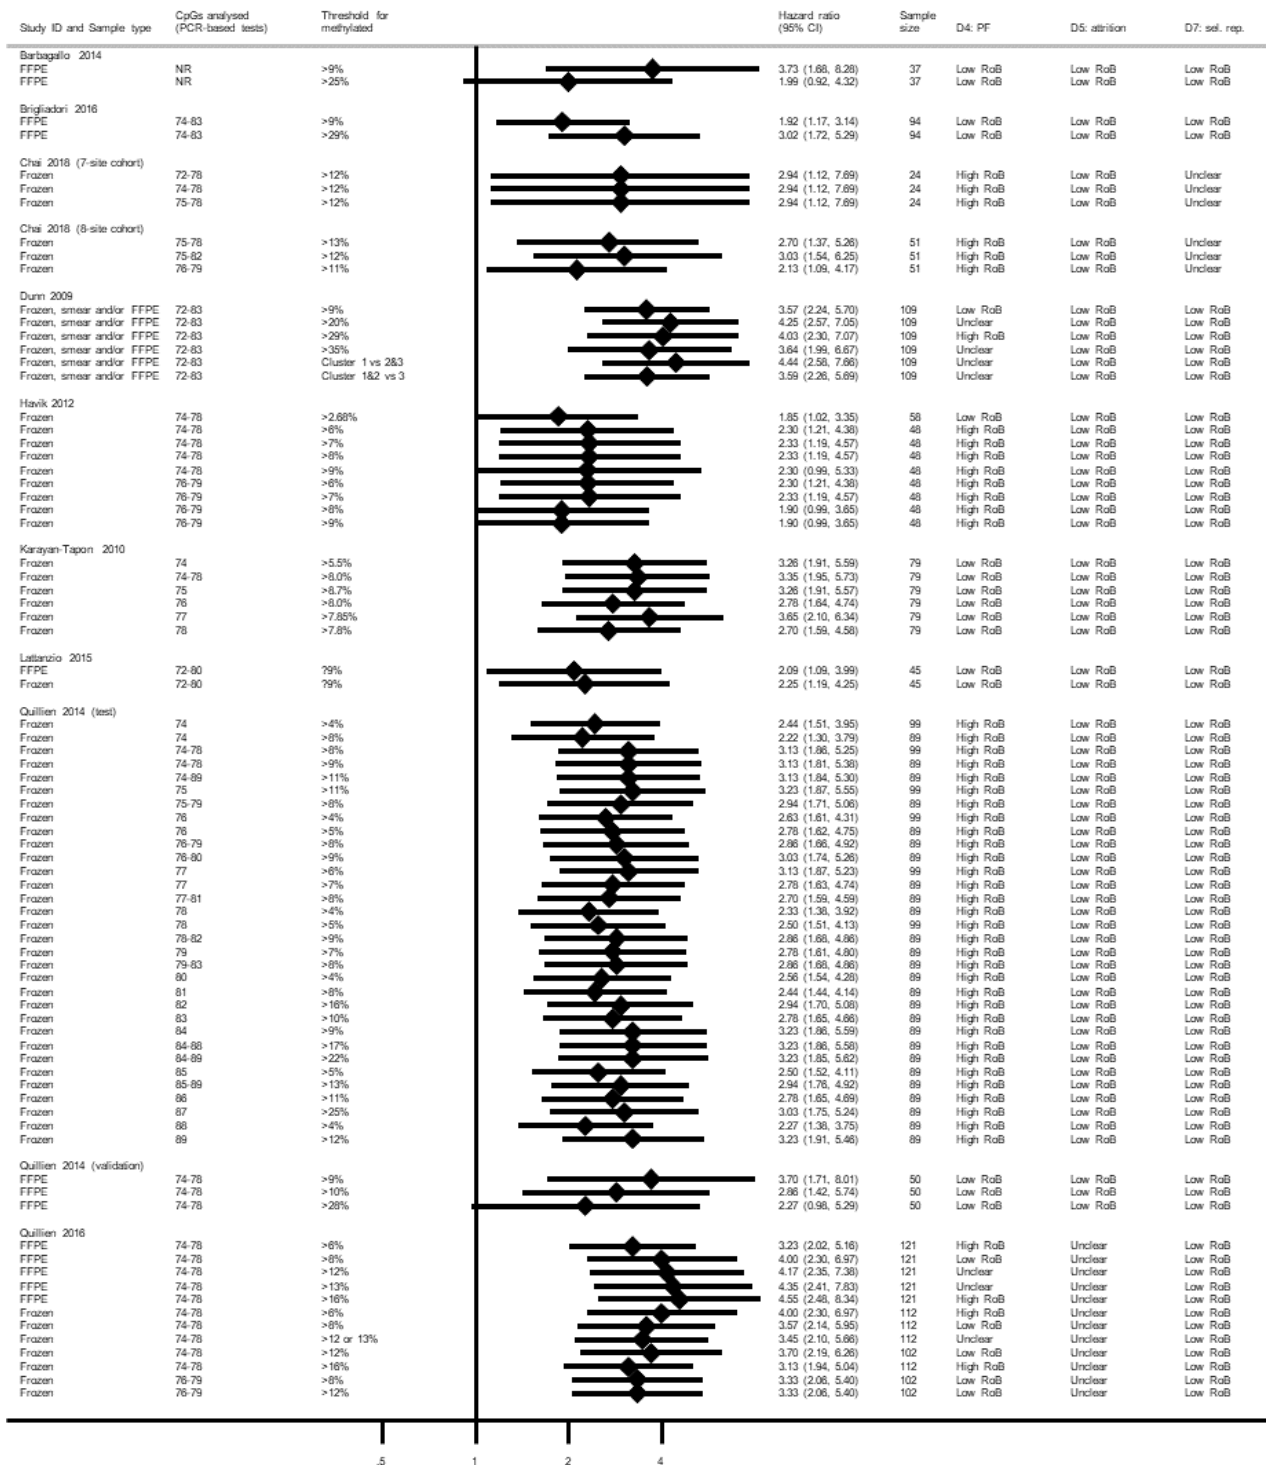 Study ID and Sample type CpGs analysed (PCR-based tests) Threshold for methylated Hazard ratio (95% CI) Sample size D4: PF D5: attrition D7: sel. rep.
Barbagallo 2014
FFPE NR >9% 3.73 (1.68, 8.28) 37 Low RoB Low RoB Low RoB
FFPE NR >25% 1.99 (0.92, 4.32) 37 Low RoB Low RoB Low RoB
Brigliadori 2016
FFPE 74-83 >9% 1.92 (1.17, 3.14) 94 Low RoB Low RoB Low RoB
FFPE 74-83 >29% 3.02 (1.72, 5.29) 94 Low RoB Low RoB Low RoB
Chai 2018 (7-site cohort)
Frozen 72-78 >12% 2.94 (1.12, 7.69) 24 High RoB Low RoB Unclear
Frozen 74-78 >12% 2.94 (1.12, 7.69) 24 High RoB Low RoB Unclear
Frozen 75-78 >12% 2.94 (1.12, 7.69) 24 High RoB Low RoB Unclear
Chai 2018 (8-site cohort)
Frozen 75-78 >13% 2.70 (1.37, 5.26) 51 High RoB Low RoB Unclear
Frozen 75-82 >12% 3.03 (1.54, 6.25) 51 High RoB Low RoB Unclear
Frozen 76-79 >11% 2.13 (1.09, 4.17) 51 High RoB Low RoB Unclear
Dunn 2009
Frozen, smear and/or FFPE 72-83 >9% 3.57 (2.24, 5.70) 109 Low RoB Low RoB Low RoB
Frozen, smear and/or FFPE 72-83 >20% 4.25 (2.57, 7.05) 109 Unclear Low RoB Low RoB
Frozen, smear and/or FFPE 72-83 >29% 4.03 (2.30, 7.07) 109 High RoB Low RoB Low RoB
Frozen, smear and/or FFPE 72-83 >35% 3.64 (1.99, 6.67) 109 Unclear Low RoB Low RoB
Frozen, smear and/or FFPE 72-83 Cluster 1 vs 2&3 4.44 (2.58, 7.66) 109 Unclear Low RoB Low RoB
Frozen, smear and/or FFPE 72-83 Cluster 1&2 vs 3 3.59 (2.26, 5.69) 109 Unclear Low RoB Low RoB
Havik 2012
Frozen 74-78 >2.68% 1.85 (1.02, 3.35) 58 Low RoB Low RoB Low RoB
Frozen 74-78 >6% 2.30 (1.21, 4.38) 48 High RoB Low RoB Low RoB
Frozen 74-78 >7% 2.33 (1.19, 4.57) 48 High RoB Low RoB Low RoB
Frozen 74-78 >8% 2.33 (1.19, 4.57) 48 High RoB Low RoB Low RoB
Frozen 74-78 >9% 2.30 (0.99, 5.33) 48 High RoB Low RoB Low RoB
Frozen 76-79 >6% 2.30 (1.21, 4.38) 48 High RoB Low RoB Low RoB
Frozen 76-79 >7% 2.33 (1.19, 4.57) 48 High RoB Low RoB Low RoB
Frozen 76-79 >8% 1.90 (0.99, 3.65) 48 High RoB Low RoB Low RoB
Frozen 76-79 >9% 1.90 (0.99, 3.65) 48 High RoB Low RoB Low RoB
Karayan-Tapon 2010
Frozen 74 >5.5% 3.26 (1.91, 5.59) 79 Low RoB Low RoB Low RoB
Frozen 74-78 >8.0% 3.35 (1.95, 5.73) 79 Low RoB Low RoB Low RoB
Frozen 75 >8.7% 3.26 (1.91, 5.57) 79 Low RoB Low RoB Low RoB
Frozen 76 >8.0% 2.78 (1.64, 4.74) 79 Low RoB Low RoB Low RoB
Frozen 77 >7.85% 3.65 (2.10, 6.34) 79 Low RoB Low RoB Low RoB
Frozen 78 >7.8% 2.70 (1.59, 4.58) 79 Low RoB Low RoB Low RoB
Lattanzio 2015
FFPE 72-80 ?9% 2.09 (1.09, 3.99) 45 Low RoB Low RoB Low RoB
Frozen 72-80 ?9% 2.25 (1.19, 4.25) 45 Low RoB Low RoB Low RoB
Quillien 2014 (test)
Frozen 74 >4% 2.44 (1.51, 3.95) 99 High RoB Low RoB Low RoB
Frozen 74 >8% 2.22 (1.30, 3.79) 89 High RoB Low RoB Low RoB
Frozen 74-78 >8% 3.13 (1.86, 5.25) 99 High RoB Low RoB Low RoB
Frozen 74-78 >9% 3.13 (1.81, 5.38) 89 High RoB Low RoB Low RoB
Frozen 74-89 >11% 3.13 (1.84, 5.30) 89 High RoB Low RoB Low RoB
Frozen 75 >11% 3.23 (1.87, 5.55) 99 High RoB Low RoB Low RoB
Frozen 75-79 >8% 2.94 (1.71, 5.06) 89 High RoB Low RoB Low RoB
Frozen 76 >4% 2.63 (1.61, 4.31) 99 High RoB Low RoB Low RoB
Frozen 76 >5% 2.78 (1.62, 4.75) 89 High RoB Low RoB Low RoB
Frozen 76-79 >8% 2.86 (1.66, 4.92) 89 High RoB Low RoB Low RoB
Frozen 76-80 >9% 3.03 (1.74, 5.26) 89 High RoB Low RoB Low RoB
Frozen 77 >6% 3.13 (1.87, 5.23) 99 High RoB Low RoB Low RoB
Frozen 77 >7% 2.78 (1.63, 4.74) 89 High RoB Low RoB Low RoB
Frozen 77-81 >8% 2.70 (1.59, 4.59) 89 High RoB Low RoB Low RoB
Frozen 78 >4% 2.33 (1.38, 3.92) 89 High RoB Low RoB Low RoB
Frozen 78 >5% 2.50 (1.51, 4.13) 99 High RoB Low RoB Low RoB
Frozen 78-82 >9% 2.86 (1.68, 4.86) 89 High RoB Low RoB Low RoB
Frozen 79 >7% 2.78 (1.61, 4.80) 89 High RoB Low RoB Low RoB
Frozen 79-83 >8% 2.86 (1.68, 4.86) 89 High RoB Low RoB Low RoB
Frozen 80 >4% 2.56 (1.54, 4.28) 89 High RoB Low RoB Low RoB
Frozen 81 >8% 2.44 (1.44, 4.14) 89 High RoB Low RoB Low RoB
Frozen 82 >16% 2.94 (1.70, 5.08) 89 High RoB Low RoB Low RoB
Frozen 83 >10% 2.78 (1.65, 4.66) 89 High RoB Low RoB Low RoB
Frozen 84 >9% 3.23 (1.86, 5.59) 89 High RoB Low RoB Low RoB
Frozen 84-88 >17% 3.23 (1.86, 5.58) 89 High RoB Low RoB Low RoB
Frozen 84-89 >22% 3.23 (1.85, 5.62) 89 High RoB Low RoB Low RoB
Frozen 85 >5% 2.50 (1.52, 4.11) 89 High RoB Low RoB Low RoB
Frozen 85-89 >13% 2.94 (1.76, 4.92) 89 High RoB Low RoB Low RoB
Frozen 86 >11% 2.78 (1.65, 4.69) 89 High RoB Low RoB Low RoB
Frozen 87 >25% 3.03 (1.75, 5.24) 89 High RoB Low RoB Low RoB
Frozen 88 >4% 2.27 (1.38, 3.75) 89 High RoB Low RoB Low RoB
Frozen 89 >12% 3.23 (1.91, 5.46) 89 High RoB Low RoB Low RoB
Quillien 2014 (validation)
FFPE 74-78 >9% 3.70 (1.71, 8.01) 50 Low RoB Low RoB Low RoB
FFPE 74-78 >10% 2.86 (1.42, 5.74) 50 Low RoB Low RoB Low RoB
FFPE 74-78 >28% 2.27 (0.98, 5.29) 50 Low RoB Low RoB Low RoB
Quillien 2016
FFPE 74-78 >6% 3.23 (2.02, 5.16) 121 High RoB Unclear Low RoB
FFPE 74-78 >8% 4.00 (2.30, 6.97) 121 Low RoB Unclear Low RoB
FFPE 74-78 >12% 4.17 (2.35, 7.38) 121 Unclear Unclear Low RoB
FFPE 74-78 >13% 4.35 (2.41, 7.83) 121 Unclear Unclear Low RoB
FFPE 74-78 >16% 4.55 (2.48, 8.34) 121 High RoB Unclear Low RoB
Frozen 74-78 >6% 4.00 (2.30, 6.97) 112 High RoB Unclear Low RoB
Frozen 74-78 >8% 3.57 (2.14, 5.95) 112 Low RoB Unclear Low RoB
Frozen 74-78 >12 or 13% 3.45 (2.10, 5.66) 112 Unclear Unclear Low RoB
Frozen 74-78 >12% 3.70 (2.19, 6.26) 102 Low RoB Unclear Low RoB
Frozen 74-78 >16% 3.13 (1.94, 5.04) 112 High RoB Unclear Low RoB
Frozen 76-79 >8% 3.33 (2.06, 5.40) 102 Low RoB Unclear Low RoB
Frozen 76-79 >12% 3.33 (2.06, 5.40) 102 Low RoB Unclear Low RoB
.5 1 2 4